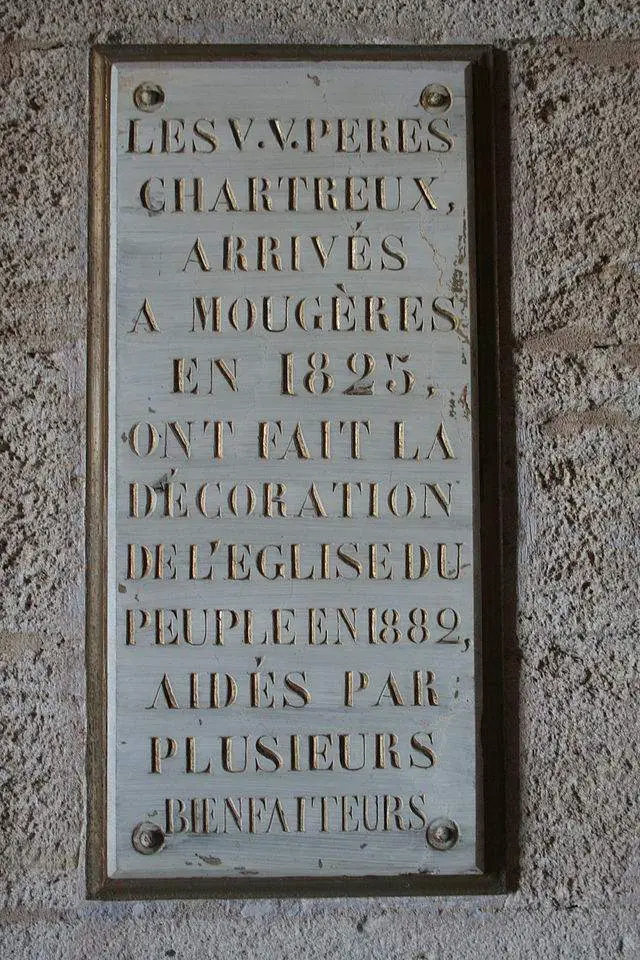 LES V.V. PERES
CHARTREUX,
ARRIVÉS
A MOUGÈRES
EN 1825,
ONT FAIT LA
DÉCORATION
DE L'EGLISE DU
PEUPLE EN 1882,
AIDÉS PAR
PLUSIEURS
BIENFAITEURS